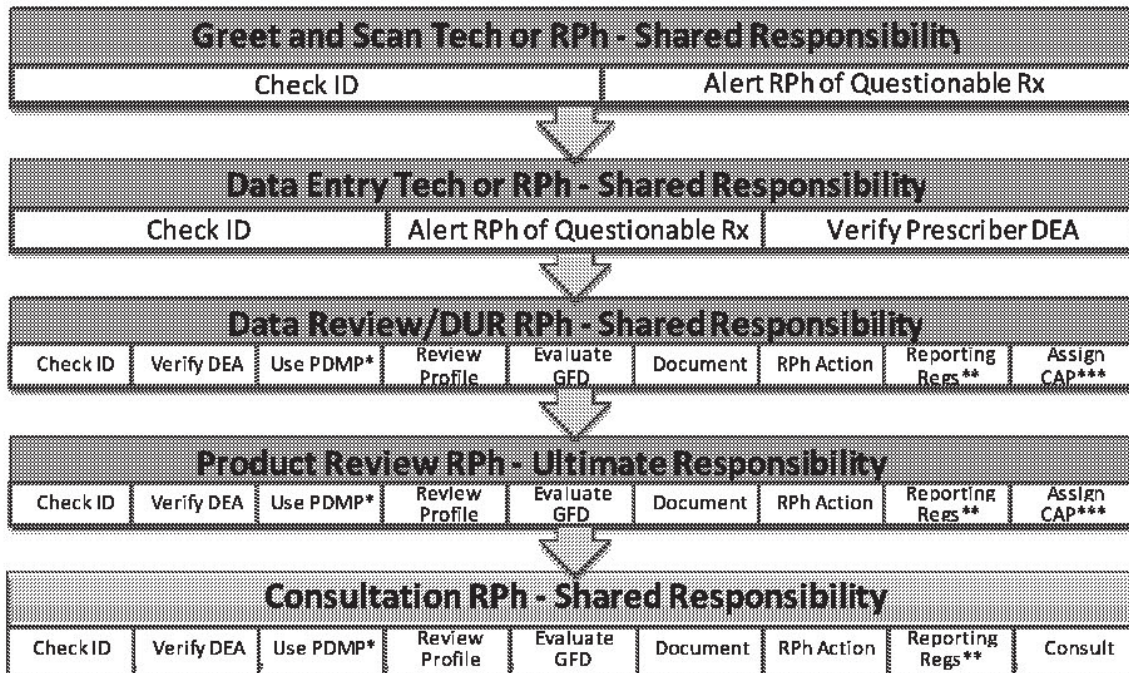 Greet and Scan Tech or RPh - Shared Responsibility
Check ID
Alert RPh of Questionable Rx
Data Entry Tech or RPh - Shared Responsibility
Check ID
Alert RPh of Questionable Rx
Verify Prescriber DEA
Data Review/DUR RPh - Shared Responsibility
Check ID
Verify DEA
Use PDMP*
Review
Profile
Evaluate
GFD
Document
RPh Action
Reporting
Regs**
Assign
CAP***
Product Review RPh - Ultimate Responsibility
Check ID
Verify DEA
Use PDMP*
Review
Profile
Evaluate
GFD
Document
RPh Action
Reporting
Regs**
Assign
CAP***
Consultation RPh - Shared Responsibility
Check ID
Verify DEA
Use PDMP*
Review
Profile
Evaluate
GFD
Document
RPh Action
Reporting
Regs**
Consult